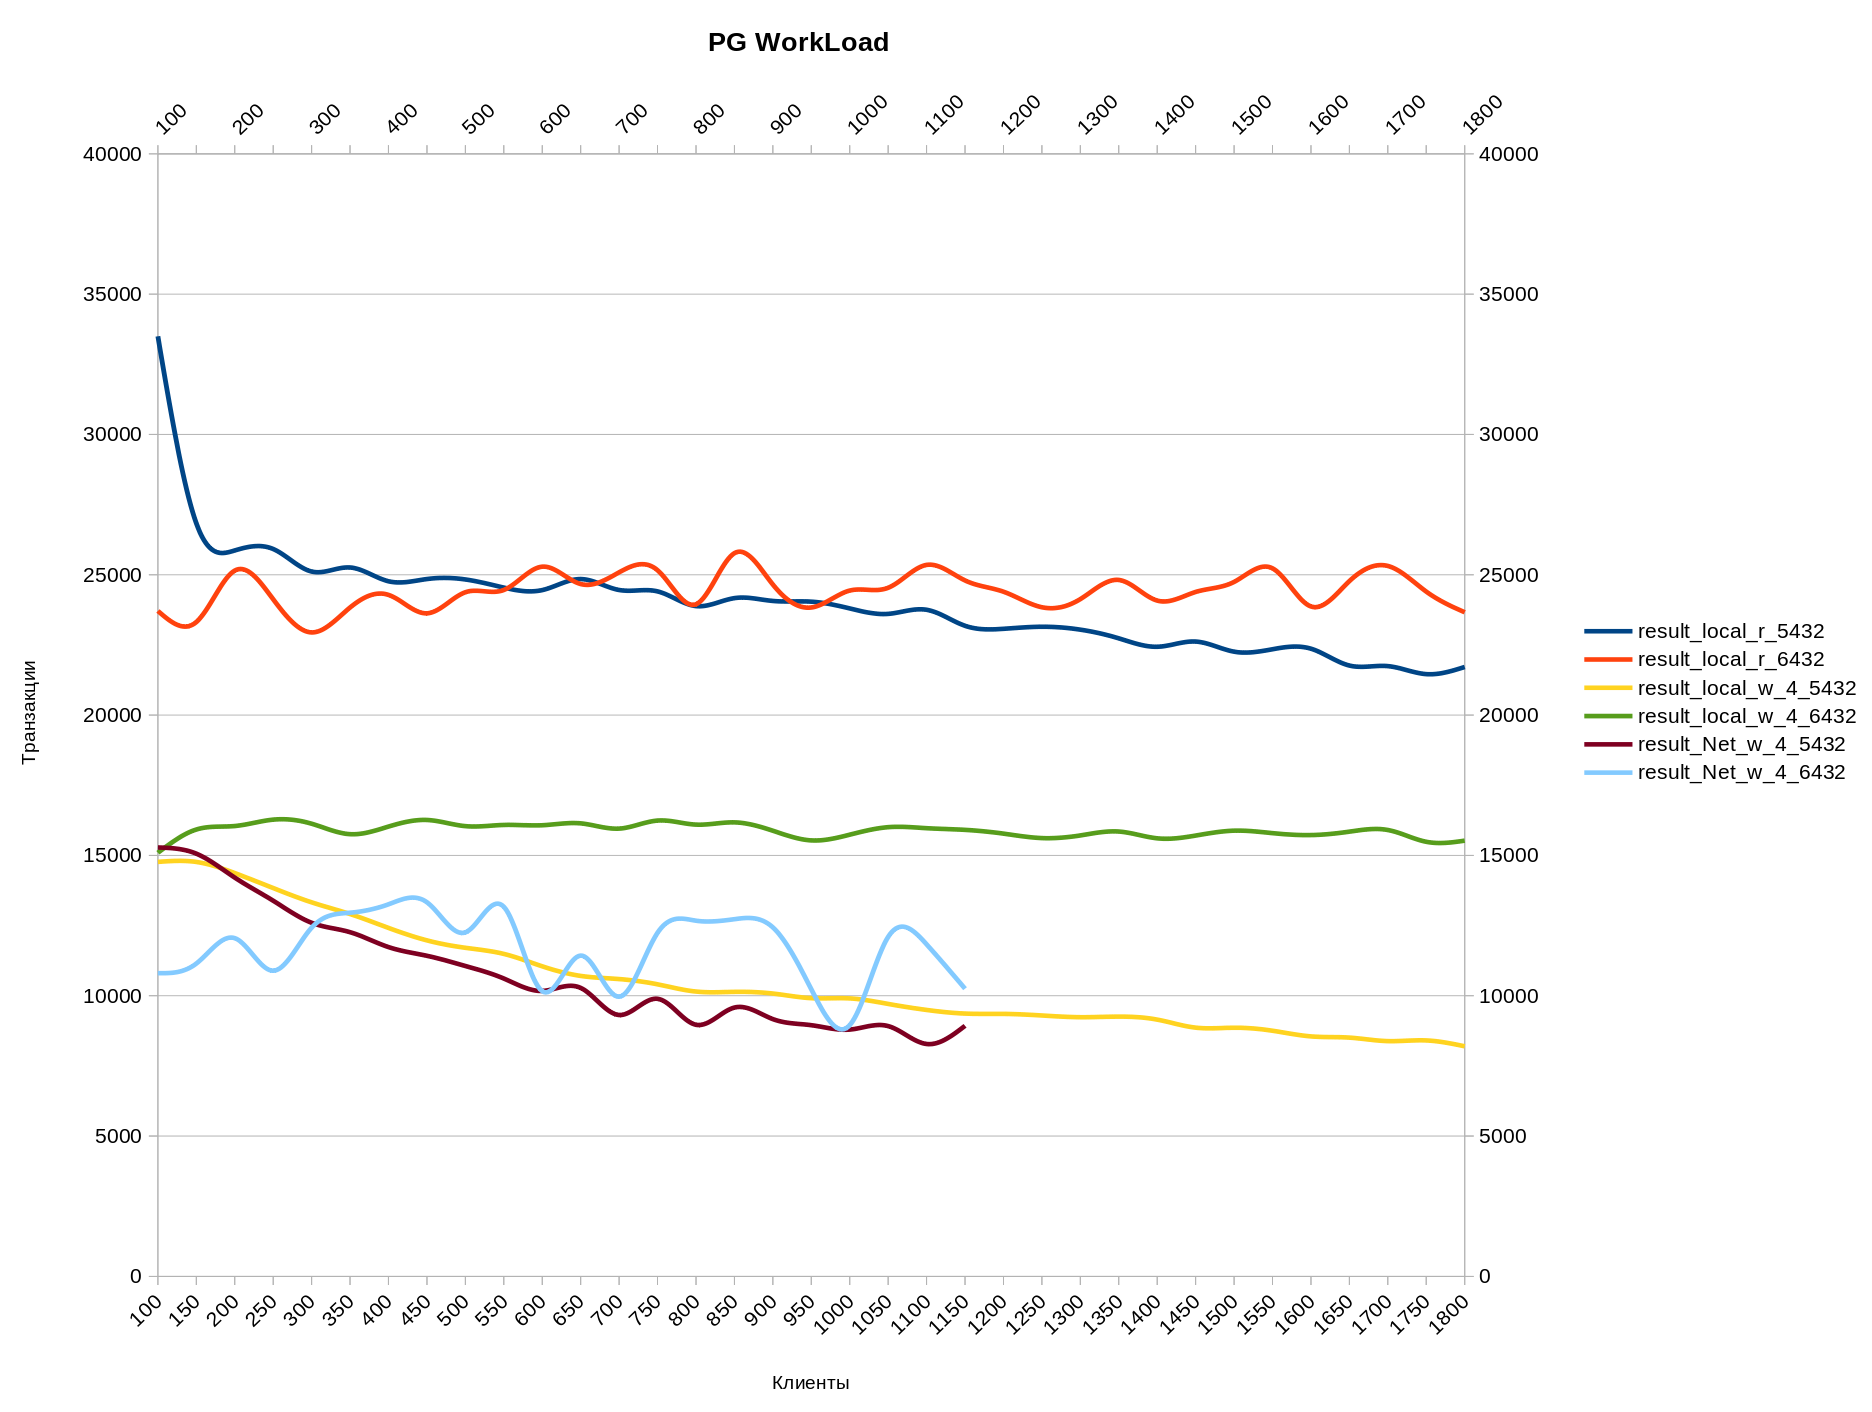 PG WorkLoad
100 200 300 400 500 600 700 800 900 1000 1100 1200 1300 1400 1500 1600 1700 1800
40000 40000
35000 35000
30000 30000
25000 25000
20000 20000
15000 15000
10000 10000
5000 5000
0 0
Транзакции
result_local_r_5432
result_local_r_6432
result_local_w_4_5432
result_local_w_4_6432
result_Net_w_4_5432
result_Net_w_4_6432
100 150 200 250 300 350 400 450 500 550 600 650 700 750 800 850 900 950 1000 1050 1100 1150 1200 1250 1300 1350 1400 1450 1500 1550 1600 1650 1700 1750 1800
Клиенты